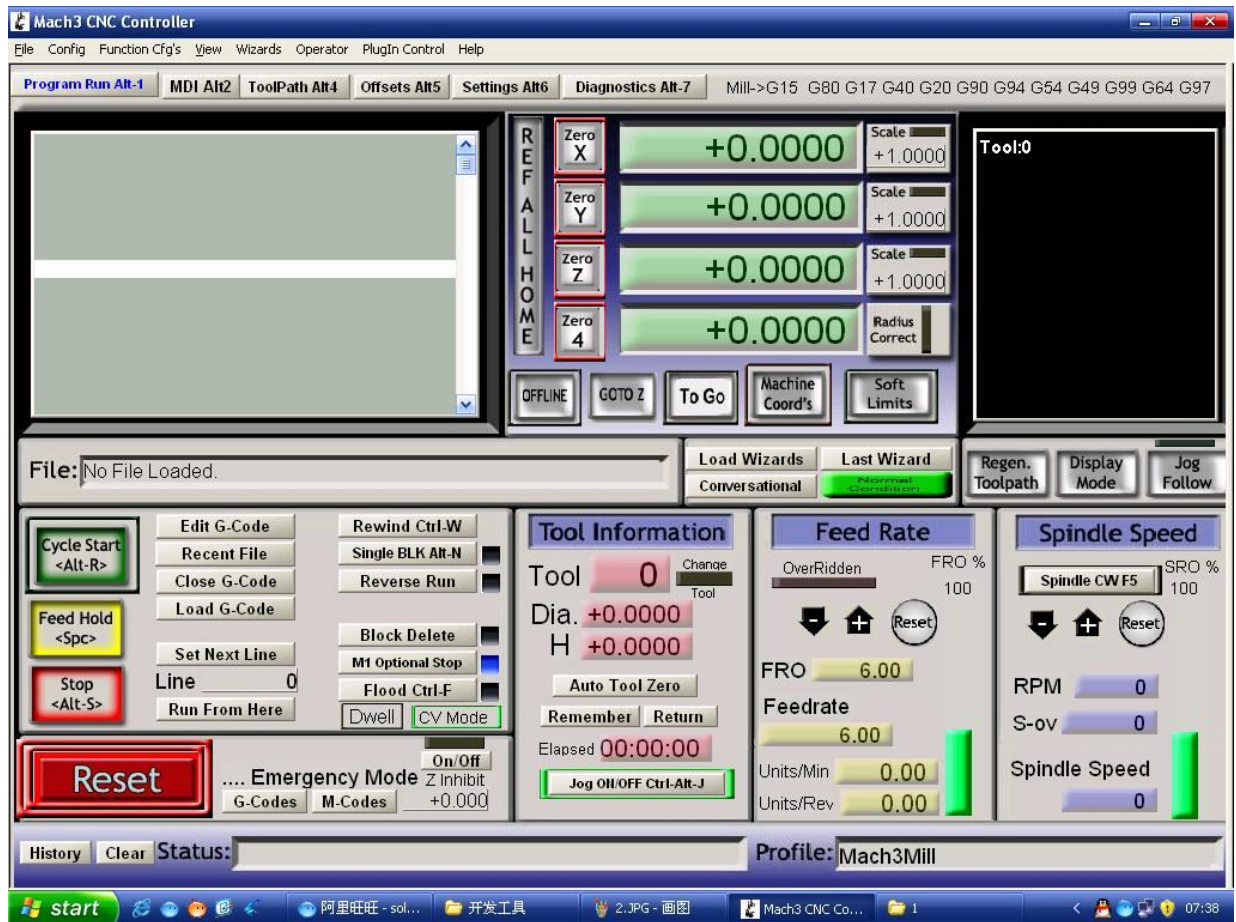 Mach3 CNC Controller
File Config Function Cfg's View Wizards Operator PlugIn Control Help
Program Run Alt-1 MDI Alt2 ToolPath Alt4 Offsets Alt5 Settings Alt6 Diagnostics Alt-7 Mill->G15 G80 G17 G40 G20 G90 G94 G54 G49 G99 G64 G97
REF ALL HOME
Zero X +0.0000 Scale +1.0000
Zero Y +0.0000 Scale +1.0000
Zero Z +0.0000 Scale +1.0000
Zero 4 +0.0000 Radius Correct
OFFLINE GOTO Z To Go Machine Coord's Soft Limits
Tool:0
File: No File Loaded.
Load Wizards Last Wizard
Conversational Normal Condition
Regen. Toolpath Display Mode Jog Follow
Cycle Start <Alt-R>
Feed Hold <Spc>
Stop <Alt-S>
Edit G-Code
Recent File
Close G-Code
Load G-Code
Set Next Line
Line 0
Run From Here
Rewind Ctrl-W
Single BLK Alt-N
Reverse Run
Block Delete
M1 Optional Stop
Flood Ctrl-F
Dwell CV Mode
Reset
.... Emergency Mode
G-Codes M-Codes
On/Off
Z Inhibit
+0.000
Tool Information
Tool 0 Change Tool
Dia. +0.0000
H +0.0000
Auto Tool Zero
Remember Return
Elapsed 00:00:00
Jog ON/OFF Ctrl-Alt-J
Feed Rate
OverRidden FRO % 100
Reset
FRO 6.00
Feedrate
6.00
Units/Min 0.00
Units/Rev 0.00
Spindle Speed
Spindle CW F5 SRO % 100
Reset
RPM 0
S-ov 0
Spindle Speed
0
History Clear Status: Profile: Mach3Mill
start 阿里旺旺 - sol... 开发工具 2.JPG - 画图 Mach3 CNC Co... 1 07:38